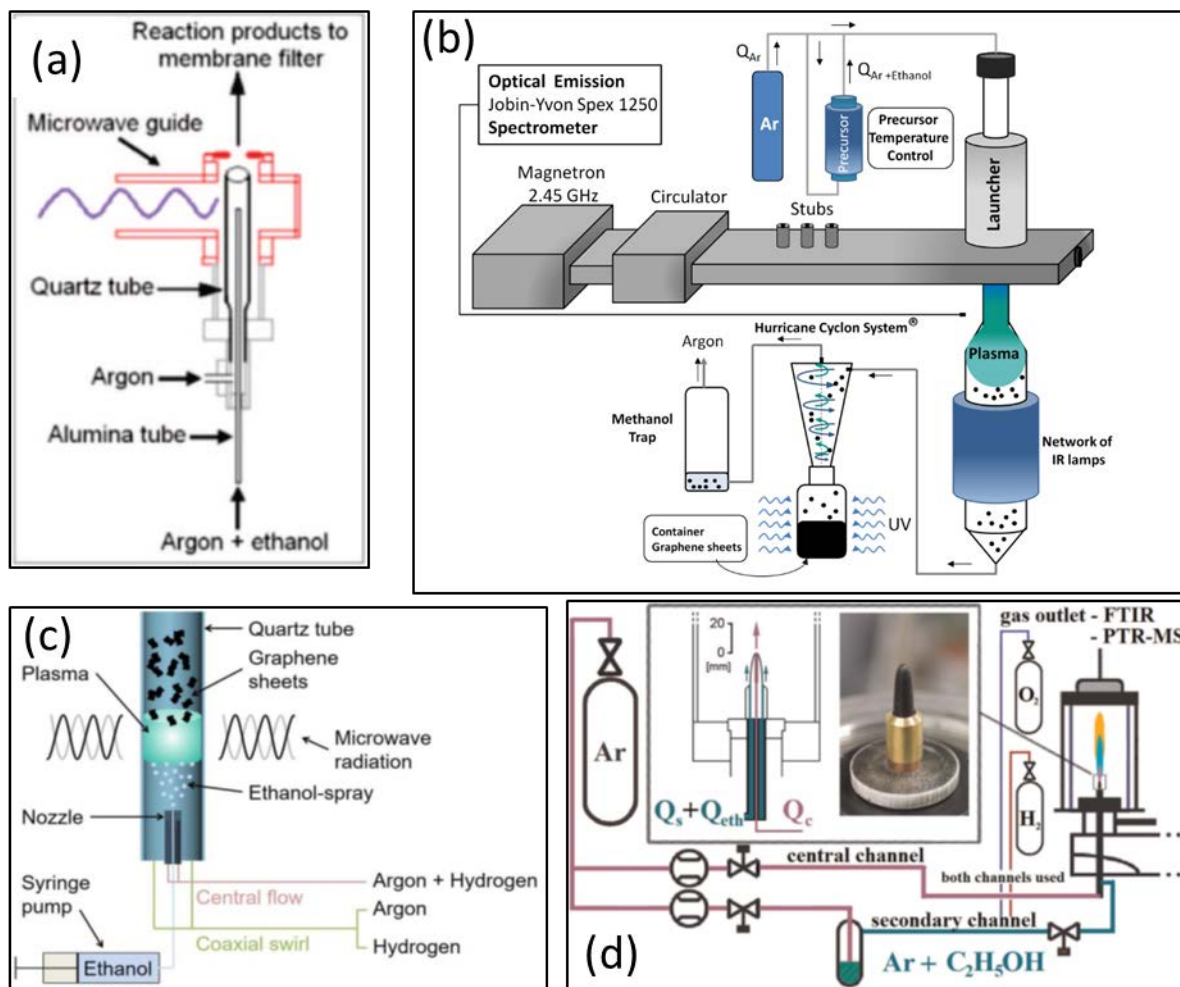 (a)
Reaction products to
membrane filter
Microwave guide
Quartz tube
Argon
Alumina tube
Argon + ethanol
(b)
Optical Emission
Jobin-Yvon Spex 1250
Spectrometer
Q_Ar
Q_Ar +Ethanol
Ar
Precursor
Precursor
Temperature
Control
Launcher
Magnetron
2.45 GHz
Circulator
Stubs
Hurricane Cyclon System®
Plasma
Argon
Methanol
Trap
Network of
IR lamps
UV
Container
Graphene sheets
(c)
Quartz tube
Graphene
sheets
Plasma
Microwave
radiation
Ethanol-spray
Nozzle
Syringe
pump
Central flow
Argon + Hydrogen
Argon
Coaxial swirl
Hydrogen
Ethanol
(d)
20
0
[mm]
gas outlet - FTIR
- PTR-MS
O₂
Ar
H₂
Qₛ+Q_eth
Q_c
central channel
both channels used
secondary channel
Ar + C₂H₅OH